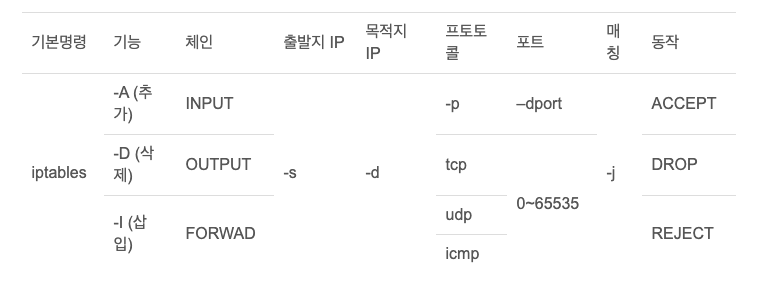 기본명령 기능 체인 출발지 IP 목적지 IP 프로토콜 포트 매칭 동작
-A (추가) INPUT -p –dport ACCEPT
iptables -D (삭제) OUTPUT -s -d tcp -j DROP
udp 0~65535
-I (삽입) FORWAD REJECT
icmp